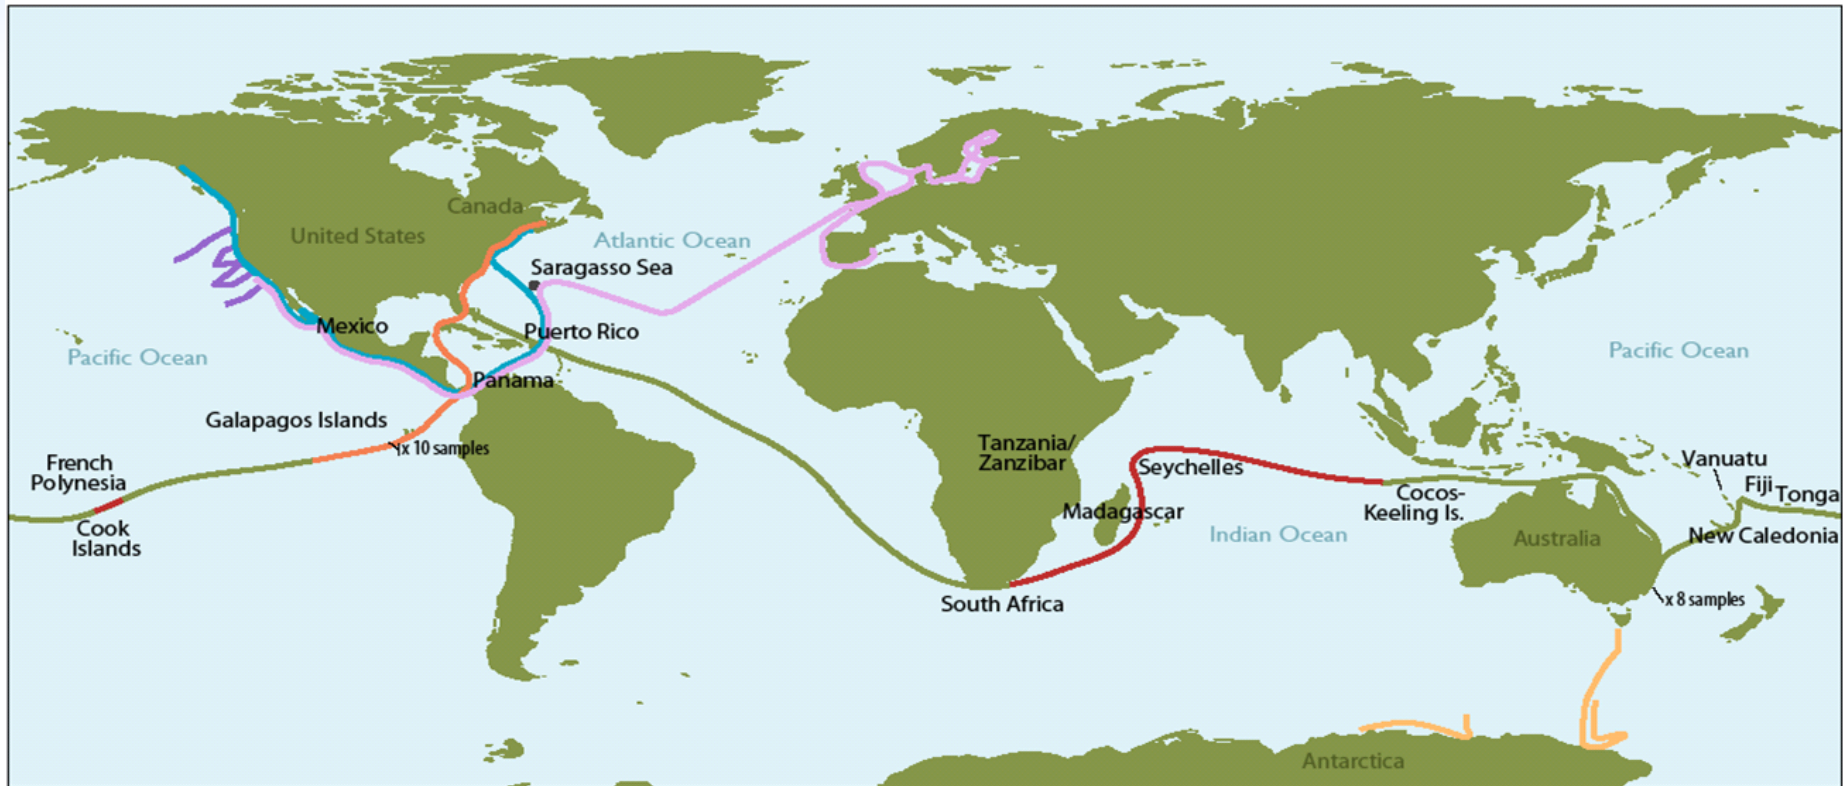 Canada
United States
Atlantic Ocean
Saragasso Sea
Mexico
Puerto Rico
Pacific Ocean
Pacific Ocean
Panama
Galapagos Islands
x 10 samples
French
Polynesia
Cook
Islands
Tanzania/
Zanzibar
Seychelles
Madagascar
Cocos-
Keeling Is.
Indian Ocean
Australia
Vanuatu
Fiji
Tonga
New Caledonia
x 8 samples
South Africa
Antarctica